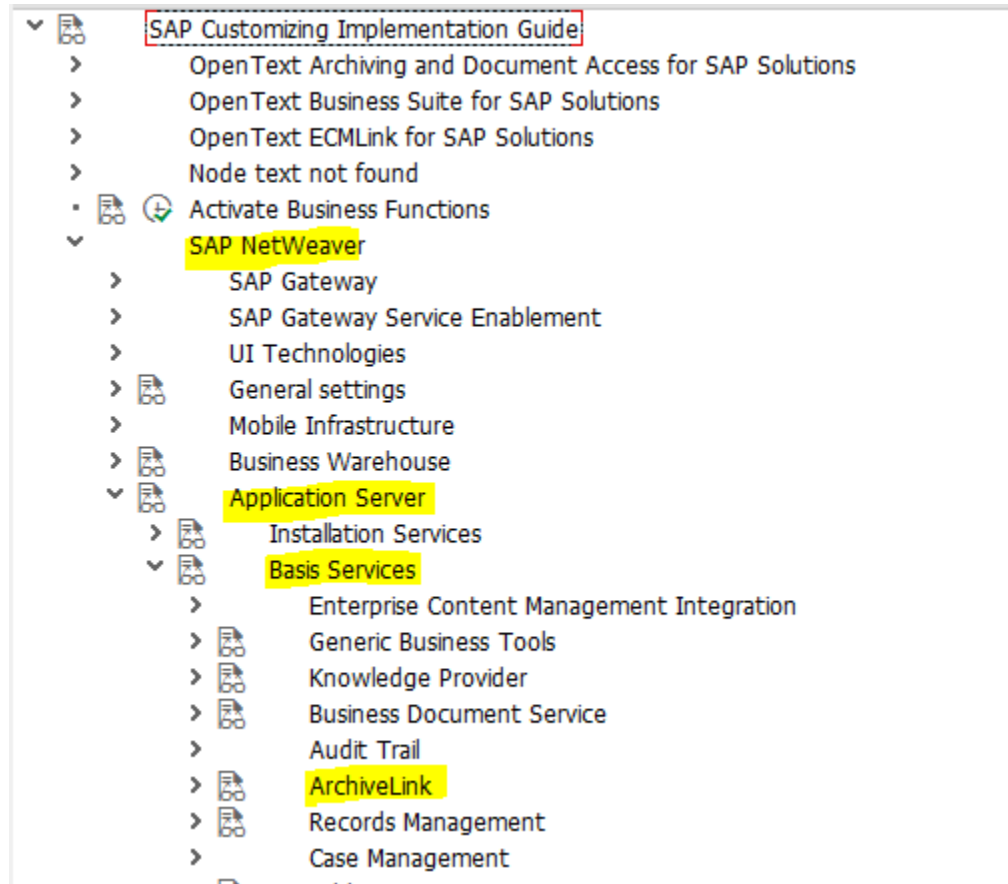 SAP Customizing Implementation Guide
OpenText Archiving and Document Access for SAP Solutions
OpenText Business Suite for SAP Solutions
OpenText ECMLink for SAP Solutions
Node text not found
Activate Business Functions
SAP NetWeaver
SAP Gateway
SAP Gateway Service Enablement
UI Technologies
General settings
Mobile Infrastructure
Business Warehouse
Application Server
Installation Services
Basis Services
Enterprise Content Management Integration
Generic Business Tools
Knowledge Provider
Business Document Service
Audit Trail
ArchiveLink
Records Management
Case Management